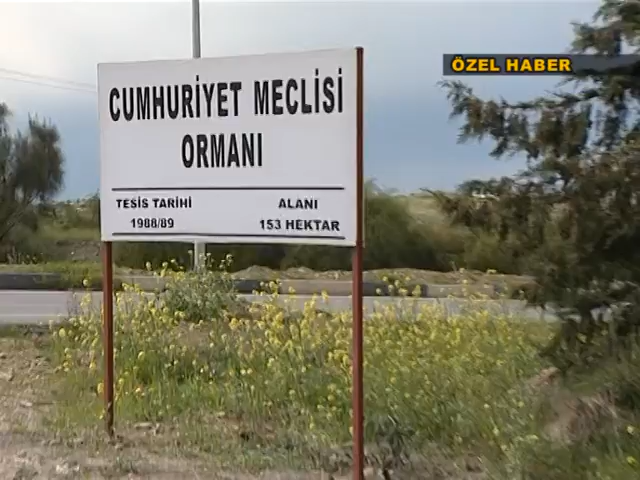 ÖZEL HABER
CUMHURİYET MECLİSİ
ORMANI
TESİS TARİHİ ALANI
1988/89 153 HEKTAR